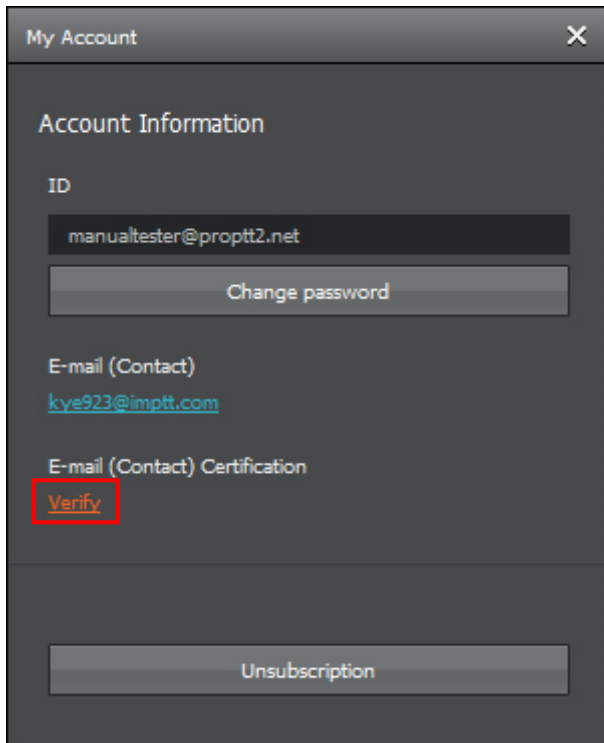 My Account
Account Information
ID
manualtester@proptt2.net
Change password
E-mail (Contact)
kye923@imptt.com
E-mail (Contact) Certification
Verify
Unsubscription